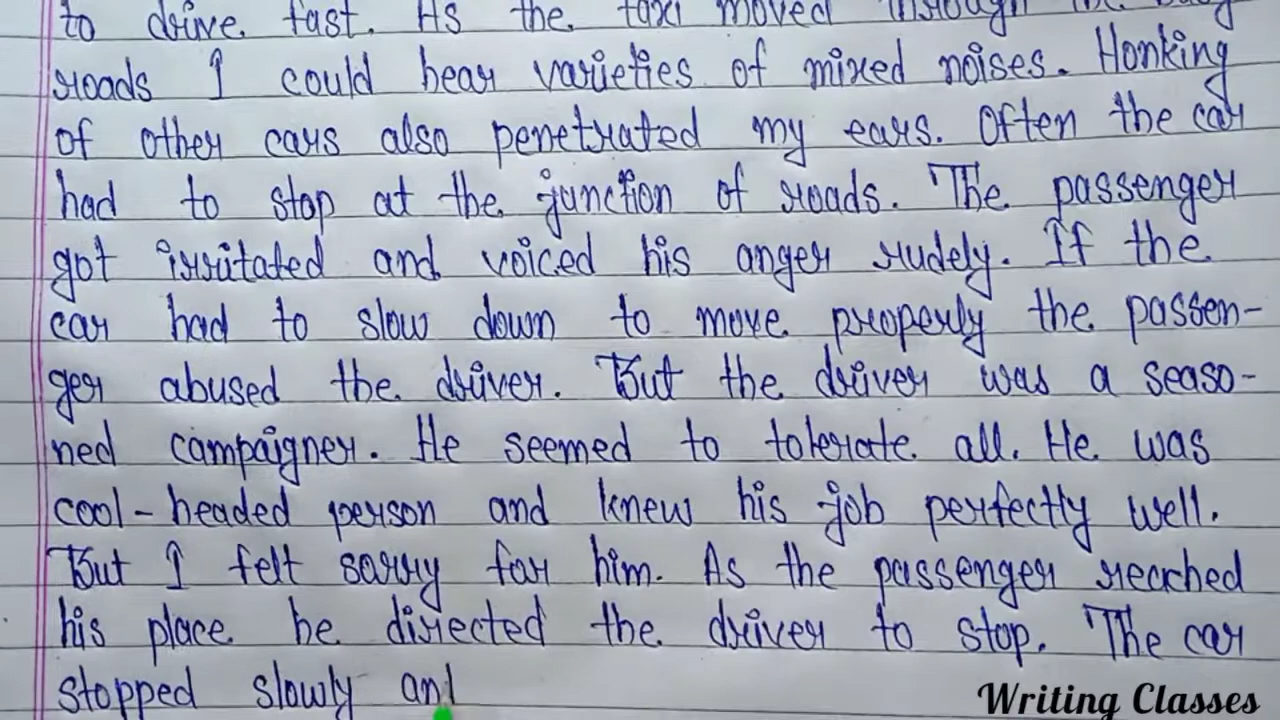 to drive fast. As the taxi moved through the busy
roads I could hear varieties of mixed noises. Honking
of other cars also penetrated my ears. Often the car
had to stop at the junction of roads. The passenger
got irritated and voiced his anger rudely. If the
car had to slow down to move properly the passen-
ger abused the driver. But the driver was a seaso-
ned campaigner. He seemed to tolerate all. He was
cool-headed person and knew his job perfectly well.
But I felt sorry for him. As the passenger reached
his place he directed the driver to stop. The car
stopped slowly and
Writing Classes